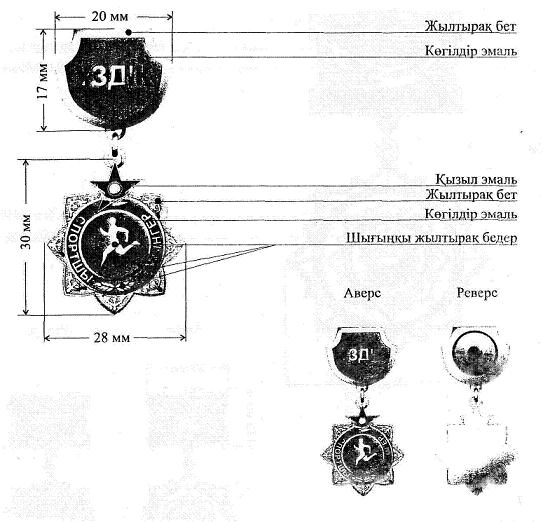 20 мм
Жылтырақ бет
Көгілдір эмаль
17 мм
ЗД
Қызыл эмаль
Жылтырақ бет
Көгілдір эмаль
Шығыңқы жылтырақ бедер
30 мм
28 мм
Аверс
Реверс
ЗД